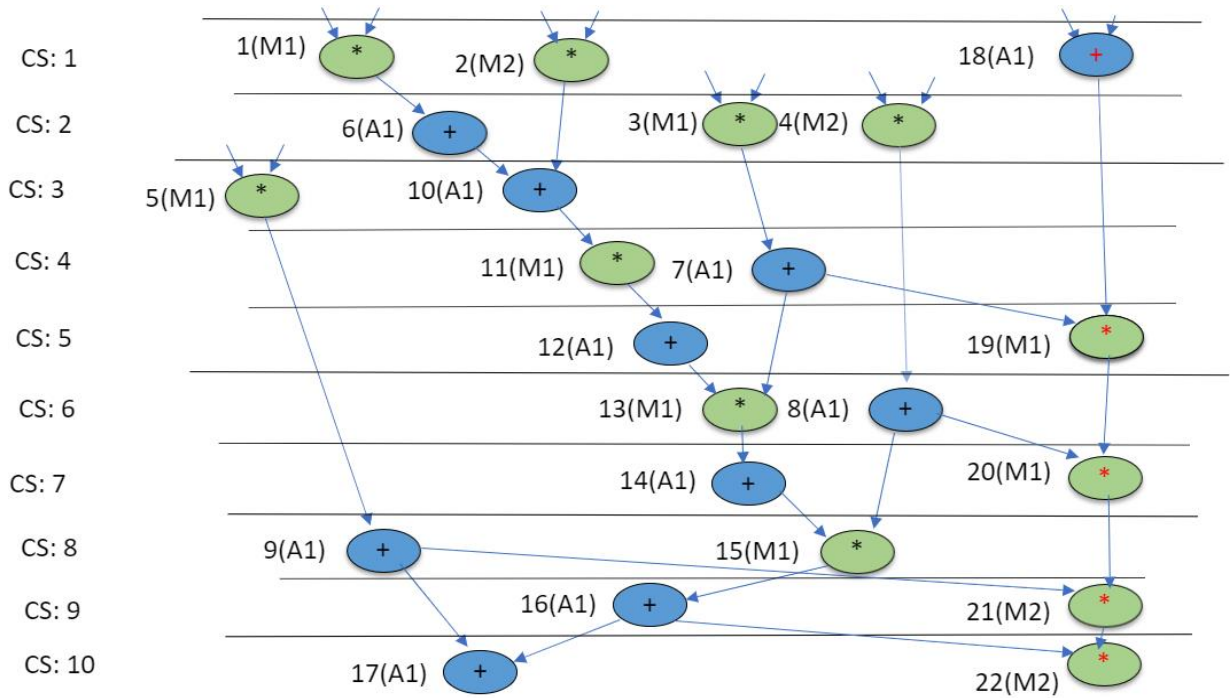 CS: 1 1(M1) * 2(M2) * 18(A1) +
CS: 2 6(A1) + 3(M1) * 4(M2) *
CS: 3 5(M1) * 10(A1) +
CS: 4 11(M1) * 7(A1) +
CS: 5 12(A1) + 19(M1) *
CS: 6 13(M1) * 8(A1) +
CS: 7 14(A1) + 20(M1) *
CS: 8 9(A1) + 15(M1) *
CS: 9 16(A1) + 21(M2) *
CS: 10 17(A1) + 22(M2) *